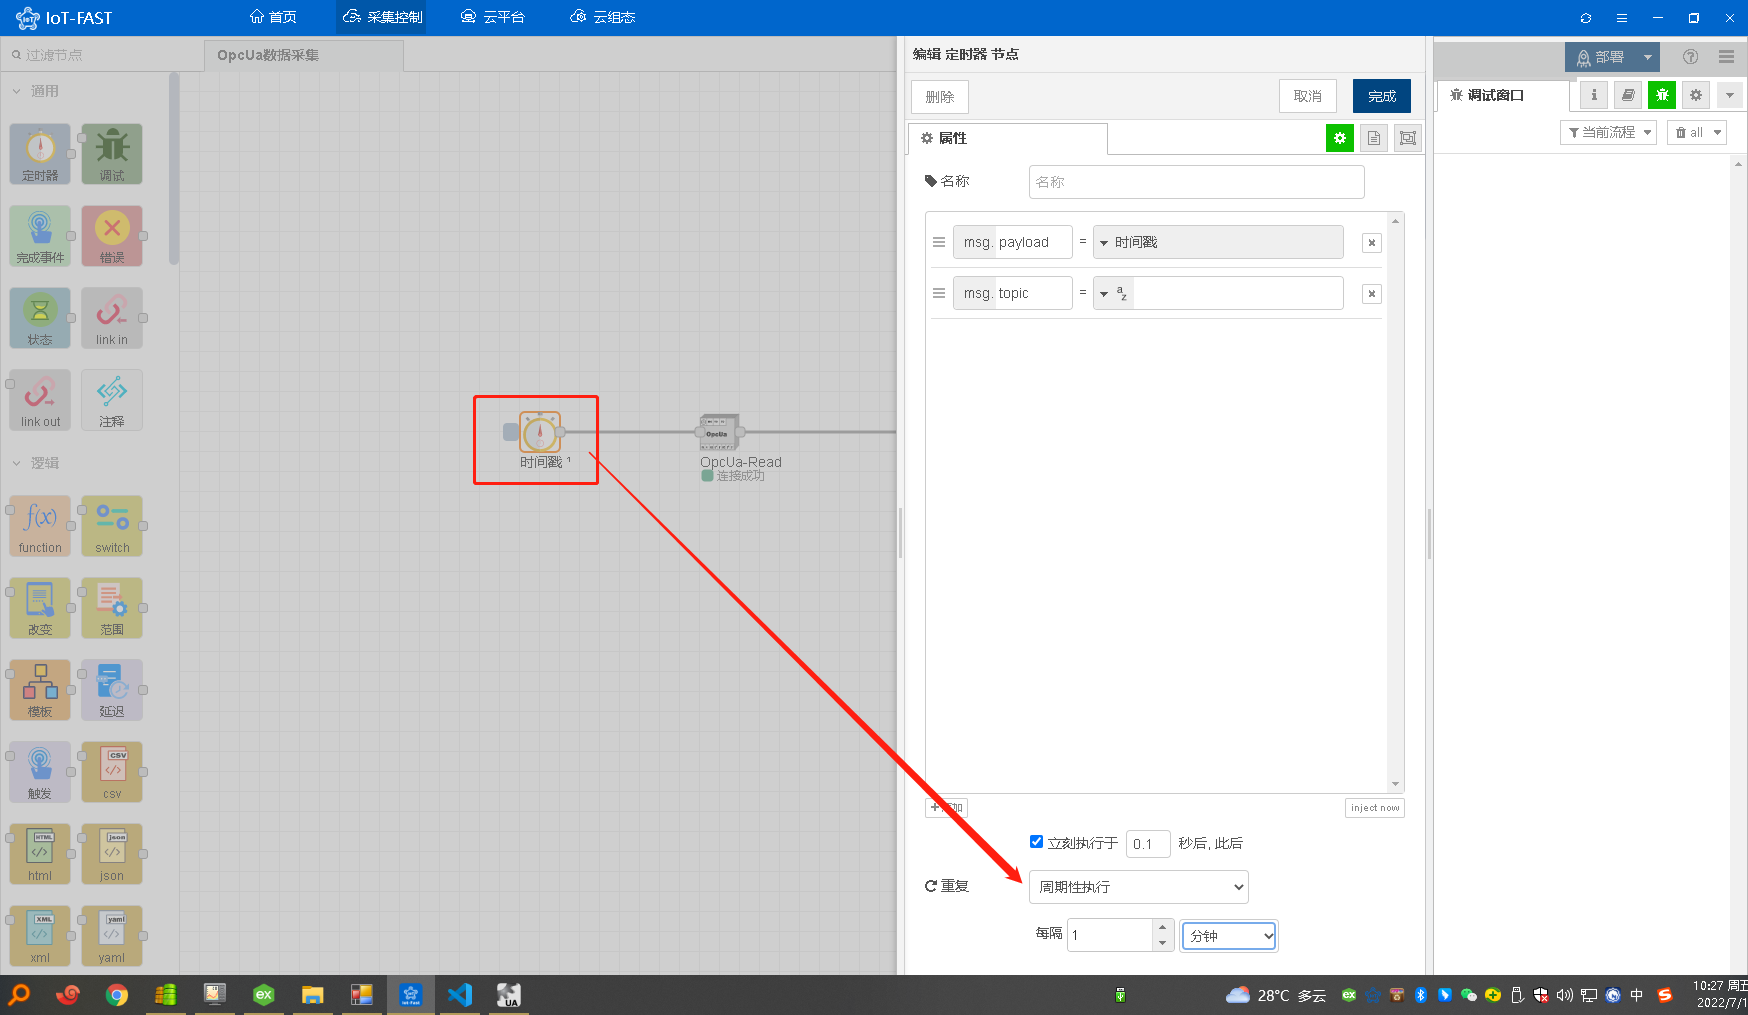 IoT-FAST
首页
采集控制
云平台
云组态
过滤节点
OpcUa数据采集
编辑 定时器 节点
部署
删除
取消
完成
调试窗口
属性
当前流程
all
通用
定时器
调试
完成事件
错误
状态
link in
link out
注释
逻辑
function
switch
改变
范围
模板
延迟
触发
csv
html
json
xml
yaml
时间戳 ¹
OpcUa
OpcUa-Read
连接成功
名称
名称
msg. payload = 时间戳
msg. topic = a z
inject now
立刻执行于 0.1 秒后, 此后
重复
周期性执行
每隔 1 分钟
28°C 多云
中
10:27 周五
2022/7/1